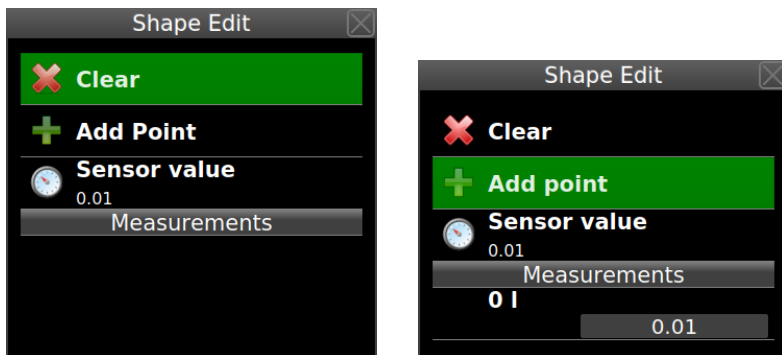 Shape Edit
Clear
Add Point
Sensor value
0.01
Measurements
Shape Edit
Clear
Add point
Sensor value
0.01
Measurements
0 l
0.01